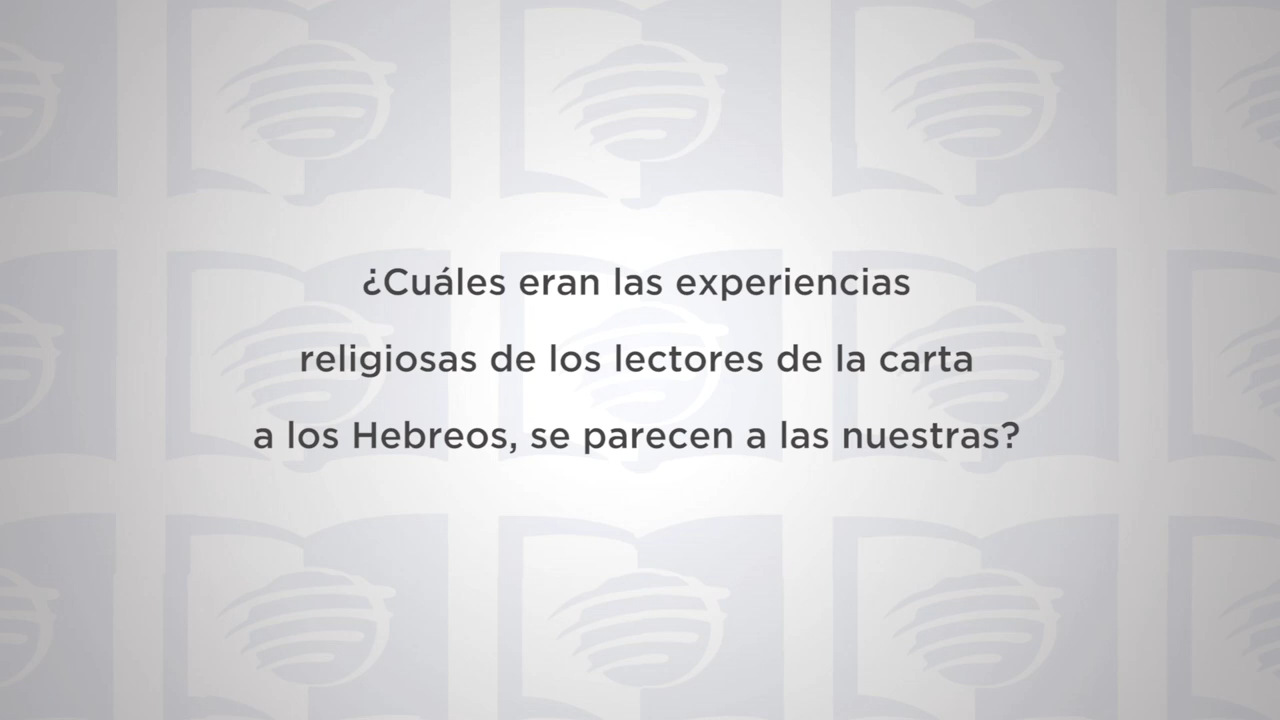 ¿Cuáles eran las experiencias
religiosas de los lectores de la carta
a los Hebreos, se parecen a las nuestras?